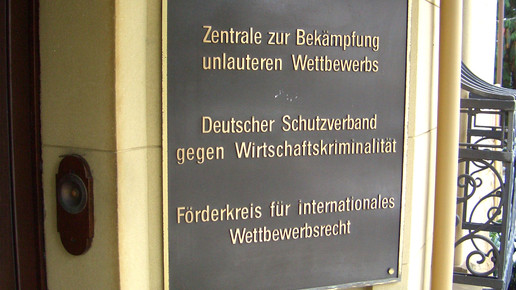 Zentrale zur Bekämpfung
unlauteren Wettbewerbs
Deutscher Schutzverband
gegen Wirtschaftskriminalität
Förderkreis für internationales
Wettbewerbsrecht